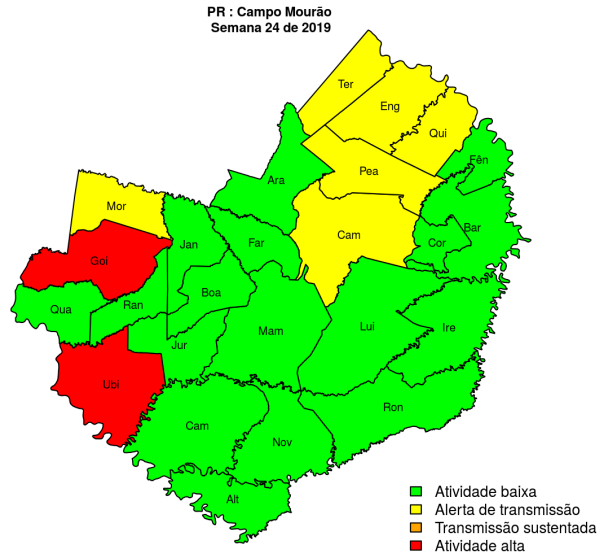 PR : Campo Mourão
Semana 24 de 2019
Ter
Eng
Qui
Fên
Pea
Ara
Mor
Cam
Bar
Jan
Far
Cor
Goi
Boa
Qua
Ran
Mam
Lui
Ire
Jur
Ubi
Ron
Cam
Nov
Alt
Atividade baixa
Alerta de transmissão
Transmissão sustentada
Atividade alta